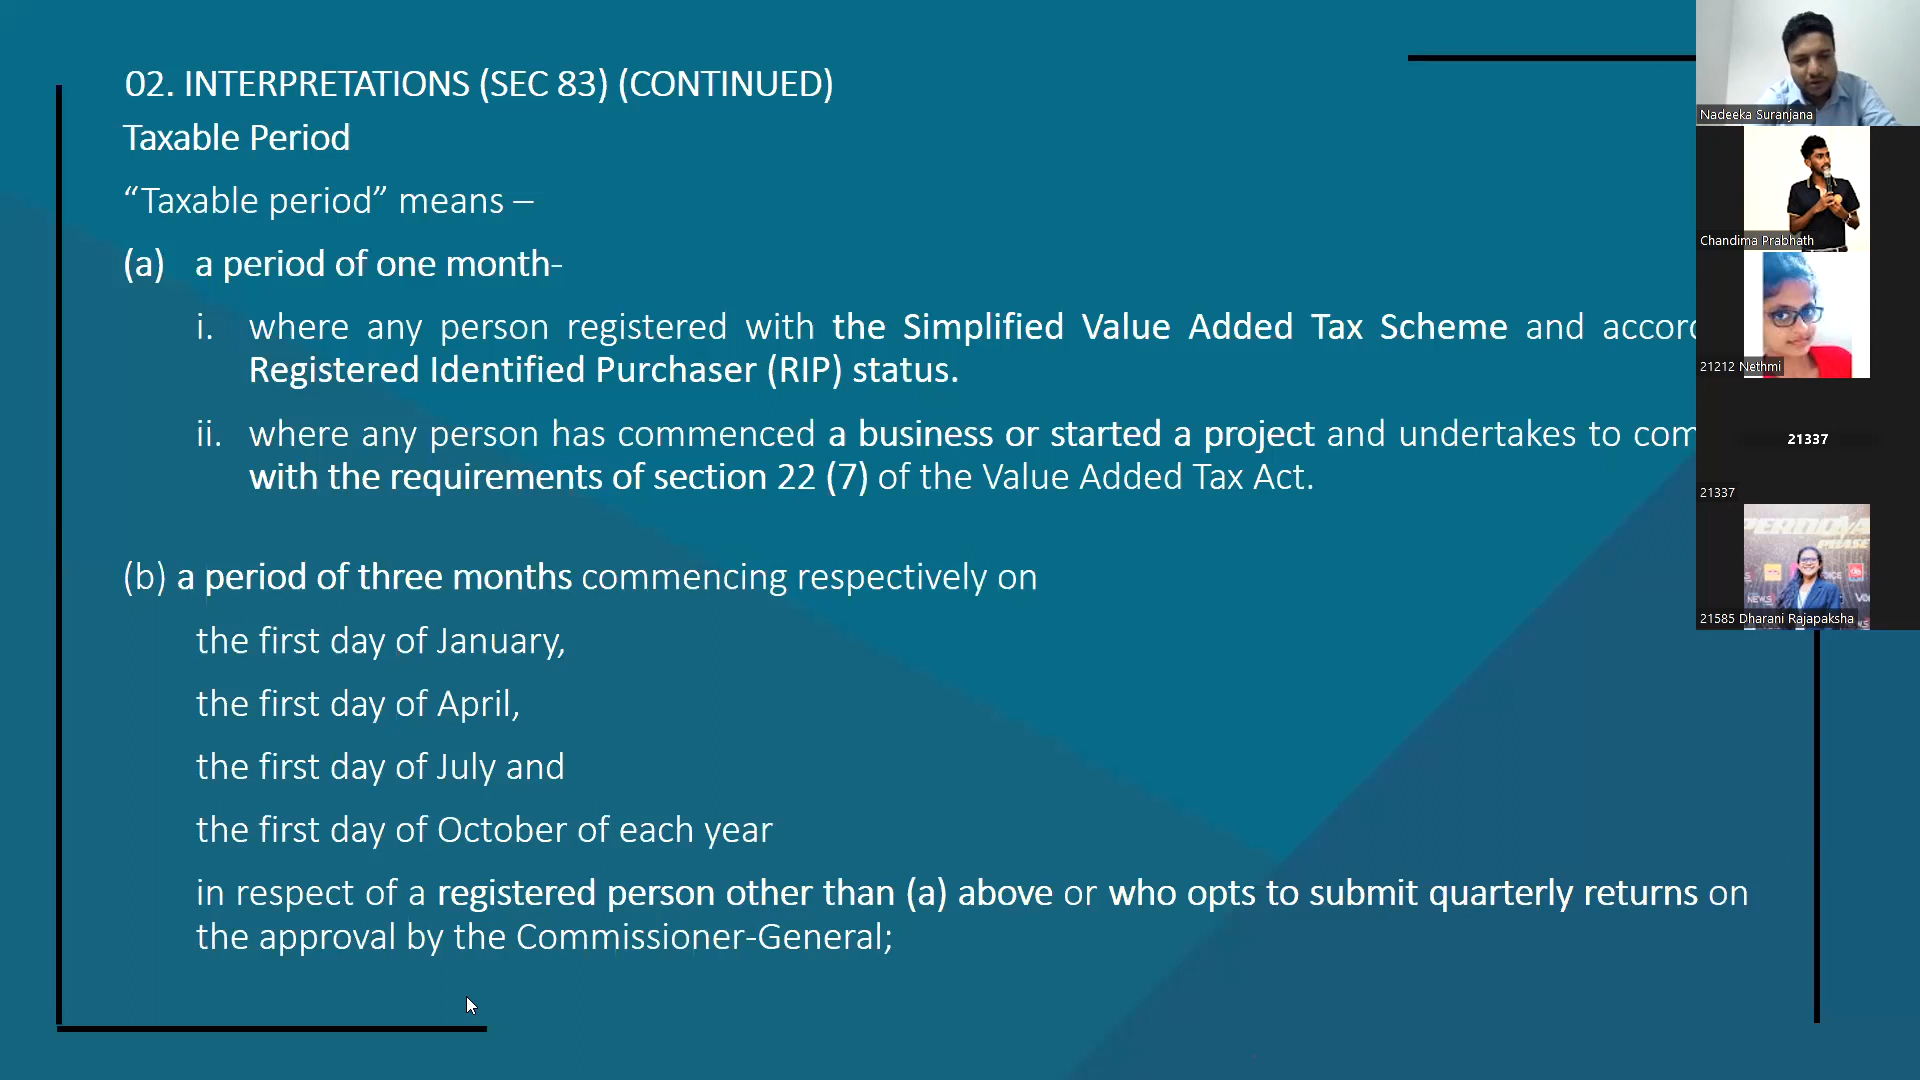 02. INTERPRETATIONS (SEC 83) (CONTINUED)
Taxable Period
“Taxable period” means –
(a) a period of one month-
i. where any person registered with the Simplified Value Added Tax Scheme and
Registered Identified Purchaser (RIP) status.
ii. where any person has commenced a business or started a project and undertakes to
with the requirements of section 22 (7) of the Value Added Tax Act.
(b) a period of three months commencing respectively on
the first day of January,
the first day of April,
the first day of July and
the first day of October of each year
in respect of a registered person other than (a) above or who opts to submit quarterly returns on
the approval by the Commissioner-General;
Nadeeka Suranjana
Chandima Prabhath
21212 Nethmi
21337
21337
NEWS
21585 Dharani Rajapaksha